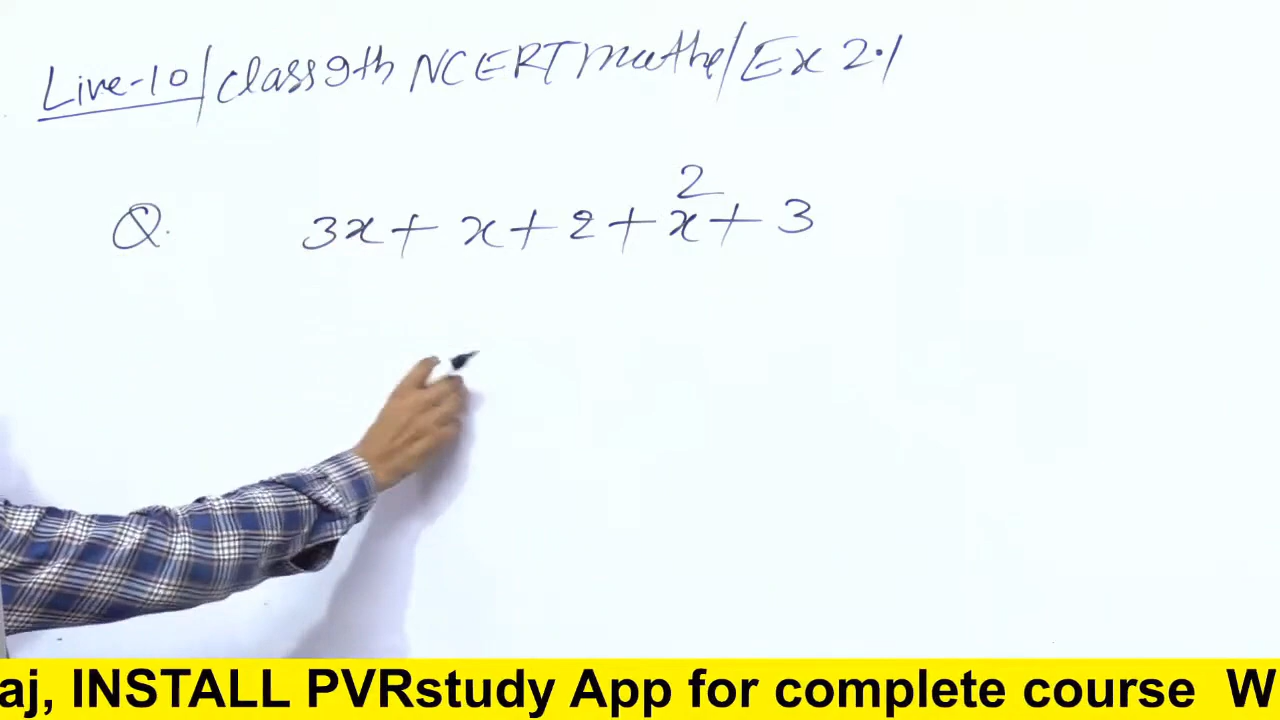 Live-10/class 9th NCERT maths/Ex 2.1
Q. 3x + x + 2 + x² + 3
aj, INSTALL PVRstudy App for complete course W